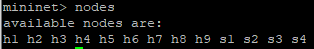 mininet> nodes
available nodes are:
h1 h2 h3 h4 h5 h6 h7 h8 h9 s1 s2 s3 s4